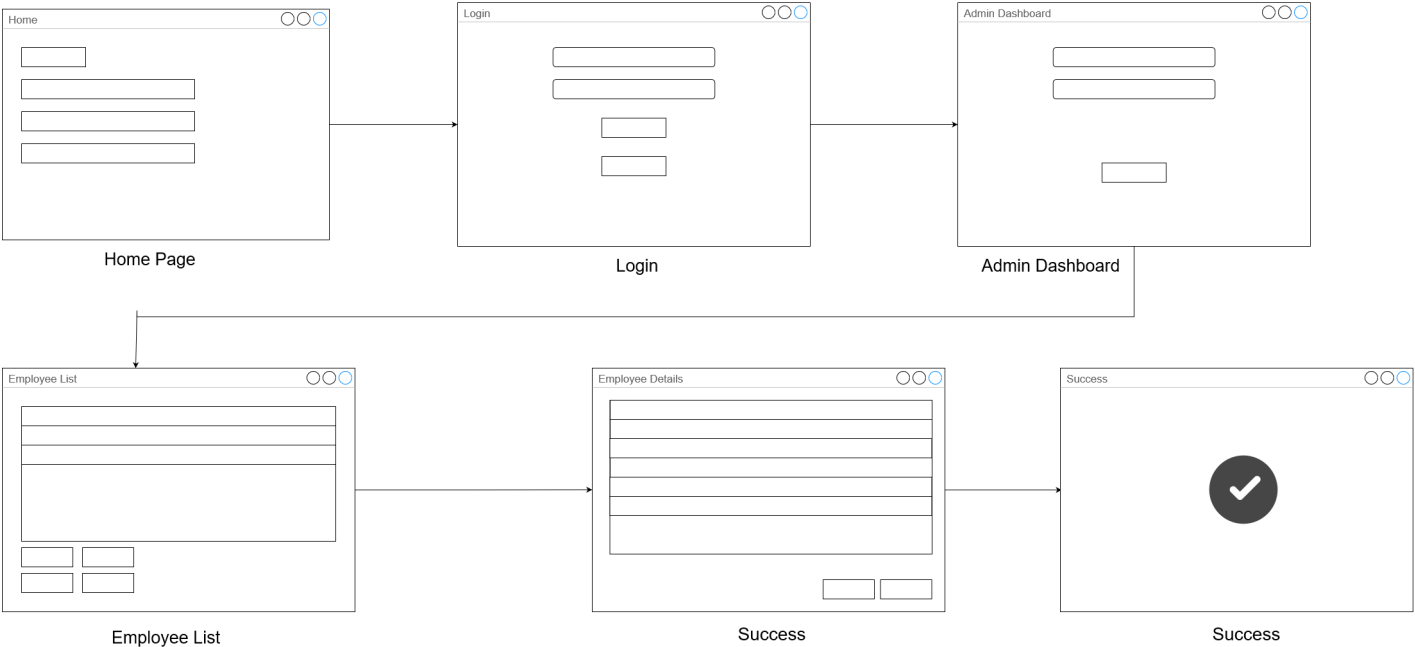 Home
Login
Admin Dashboard
Home Page
Login
Admin Dashboard
Employee List
Employee Details
Success
Employee List
Success
Success